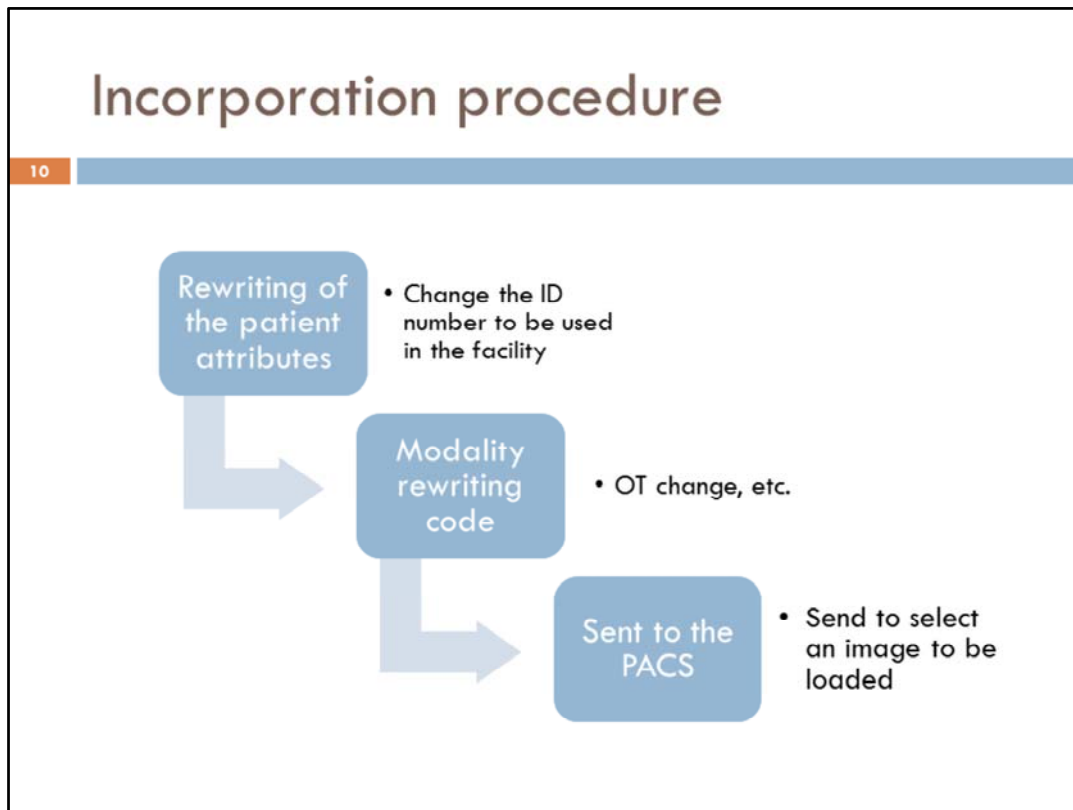 Incorporation procedure
10
Rewriting of
the patient
attributes
• Change the ID
number to be used
in the facility
Modality
rewriting
code
• OT change, etc.
Sent to the
PACS
• Send to select
an image to be
loaded